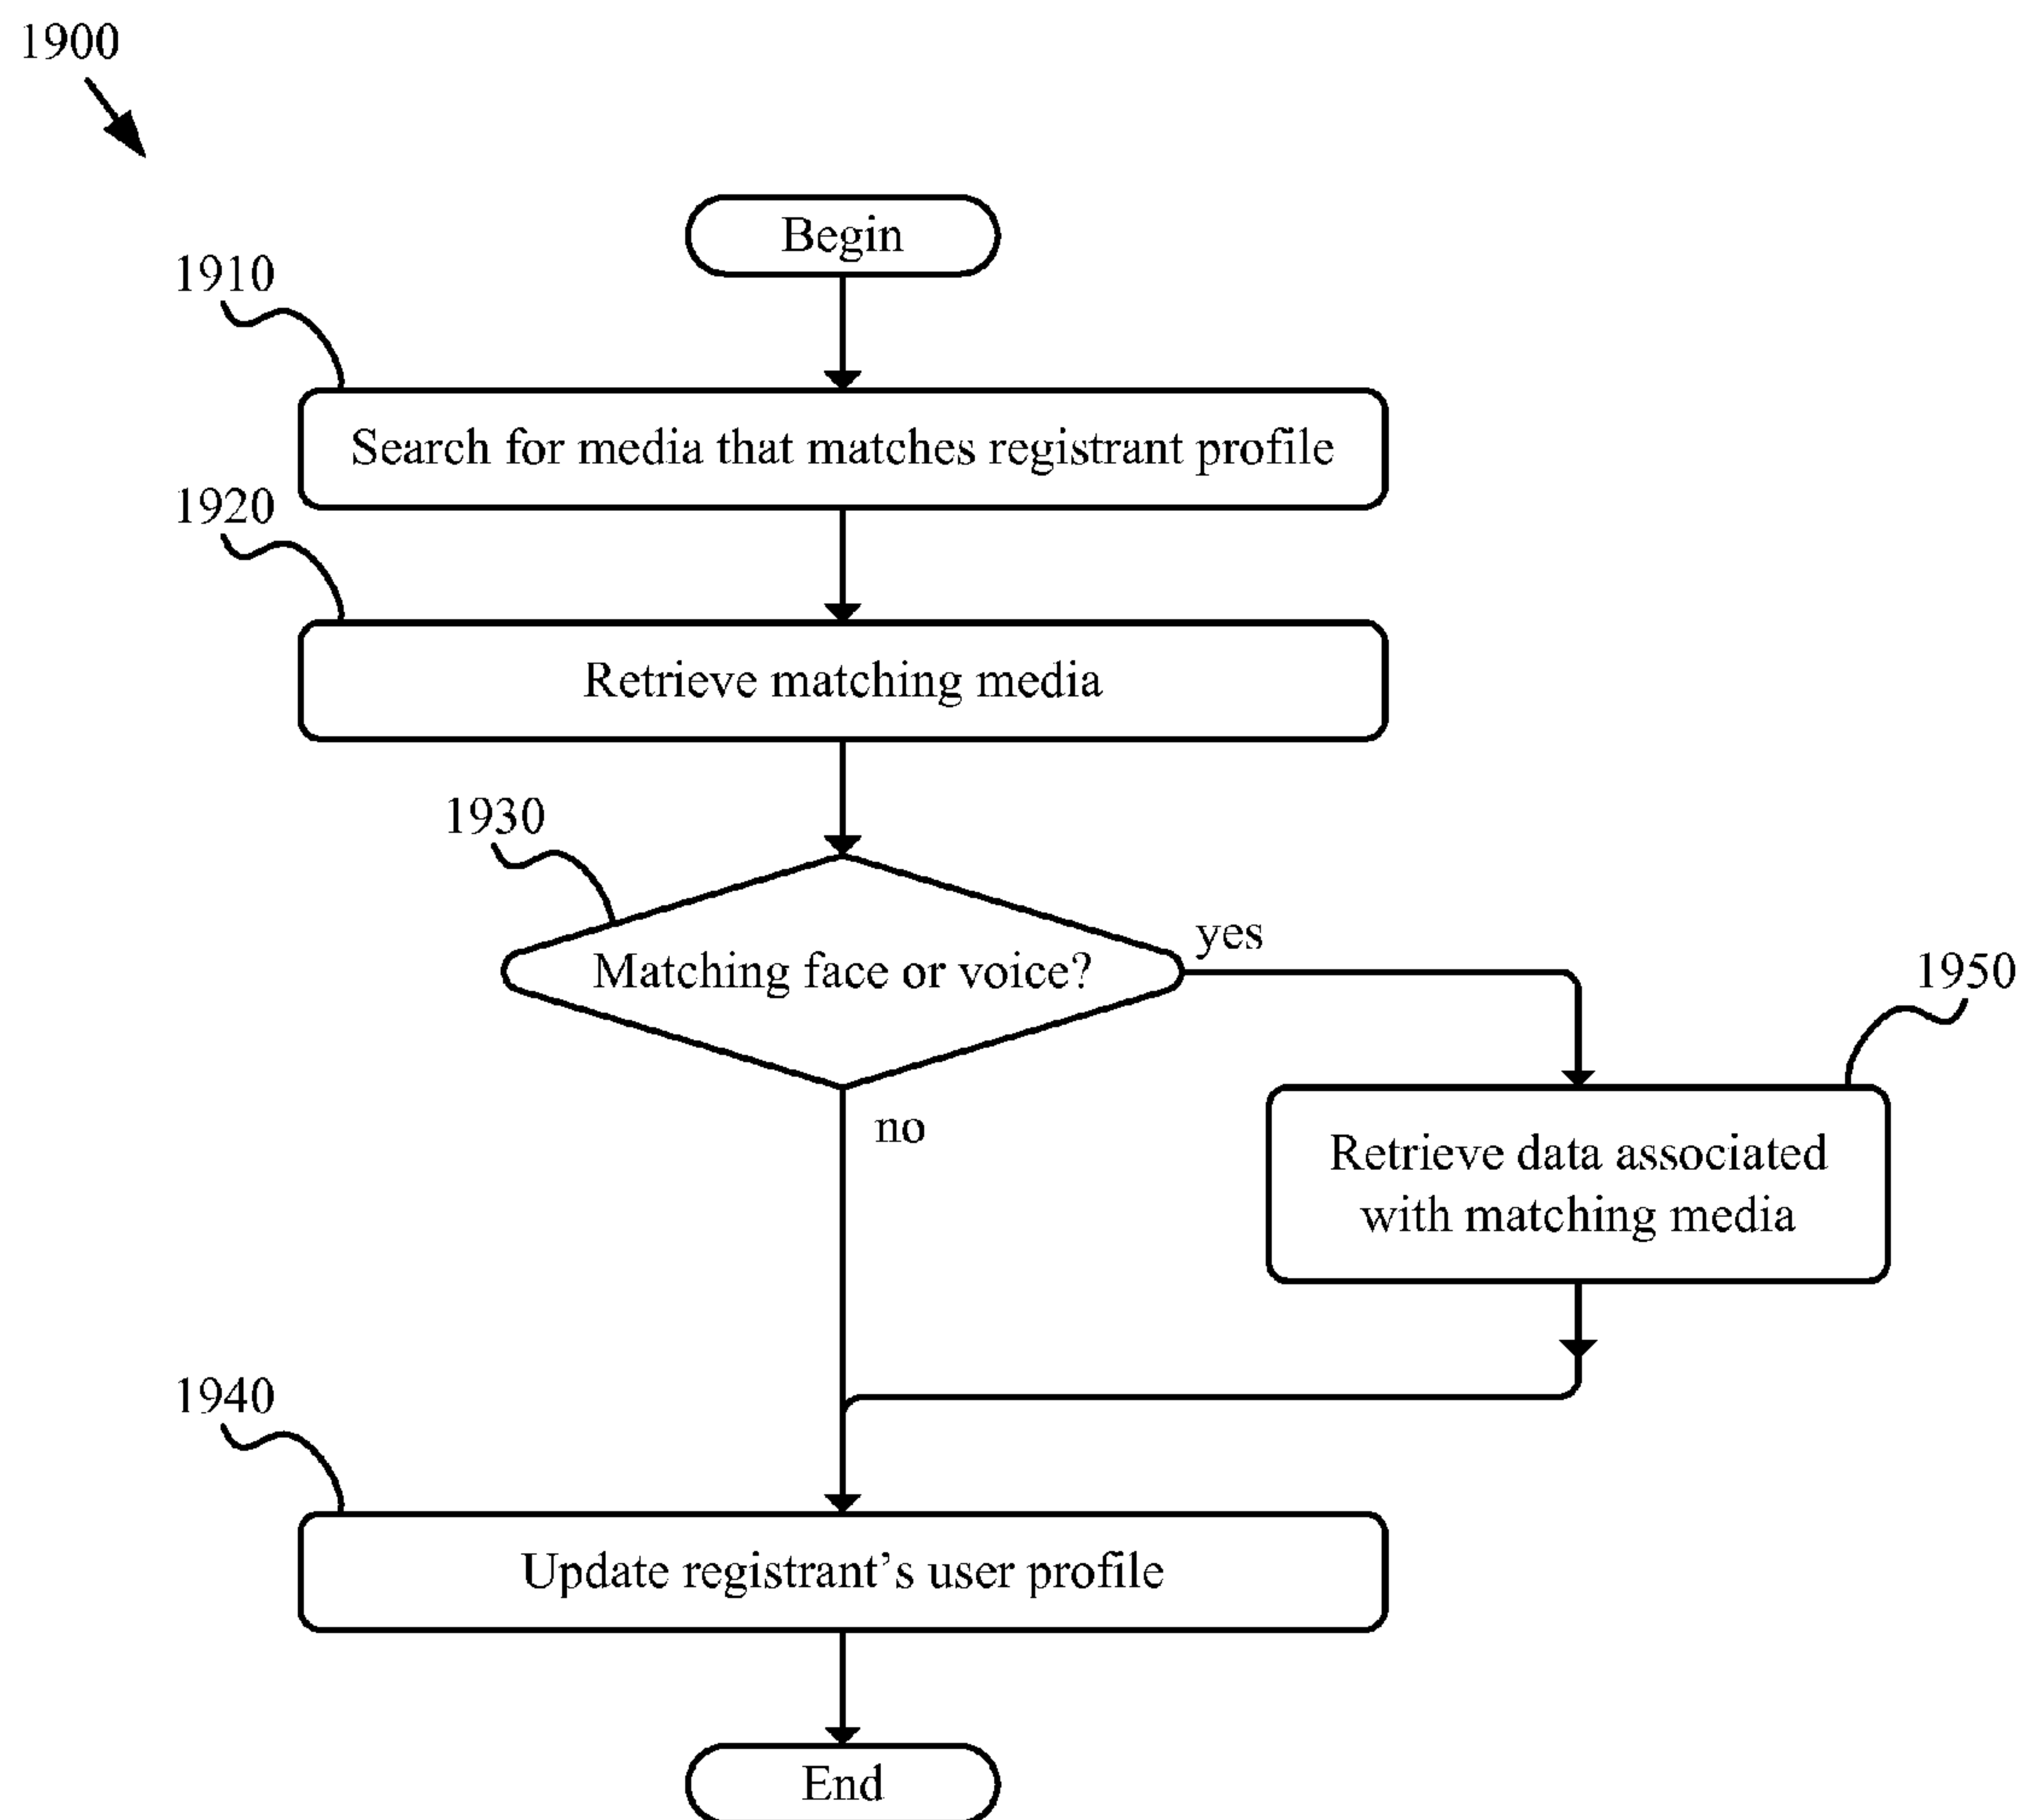 1900
Begin
1910
Search for media that matches registrant profile
1920
Retrieve matching media
1930
Matching face or voice?
yes
1950
no
Retrieve data associated
with matching media
1940
Update registrant’s user profile
End